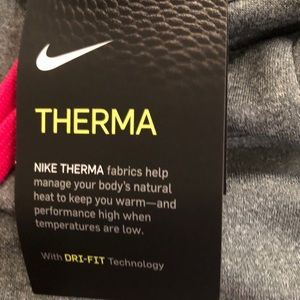 THERMA
NIKE THERMA fabrics help
manage your body's natural
heat to keep you warm—and
performance high when
temperatures are low.
With DRI-FIT Technology